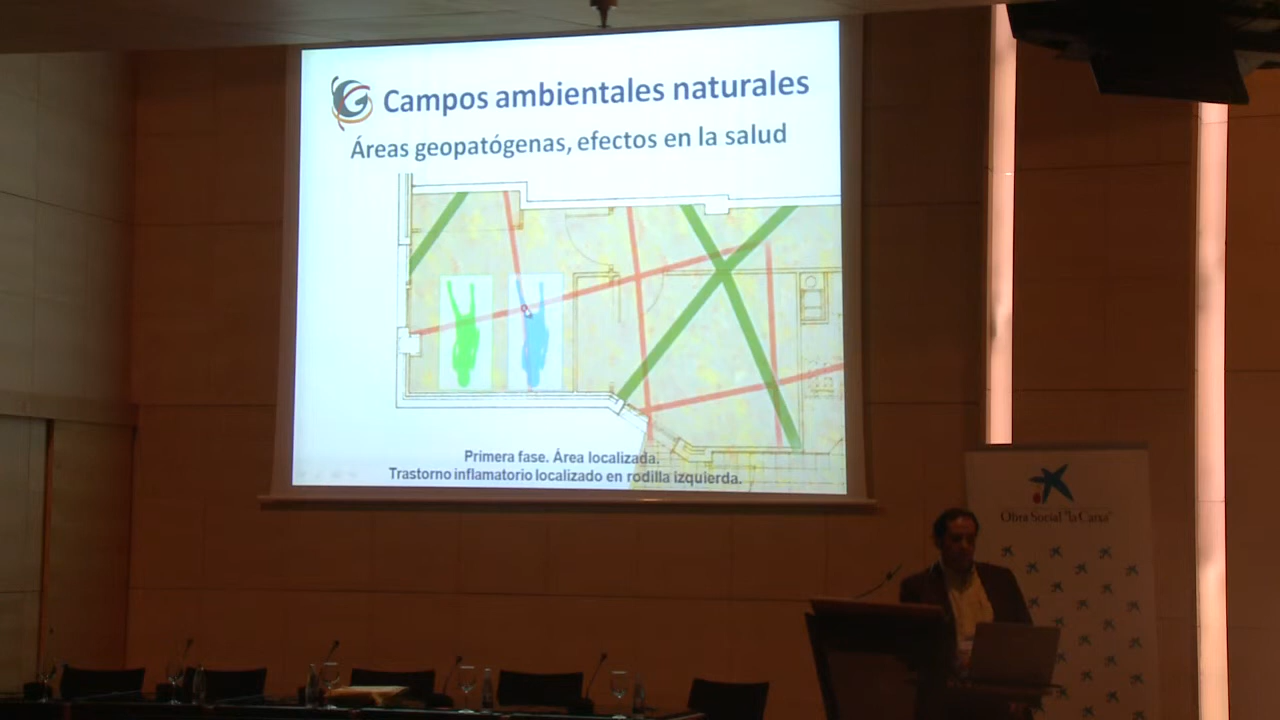 Campos ambientales naturales
Áreas geopatógenas, efectos en la salud
Primera fase. Área localizada.
Trastorno inflamatorio localizado en rodilla izquierda.
Obra Social "la Caixa"